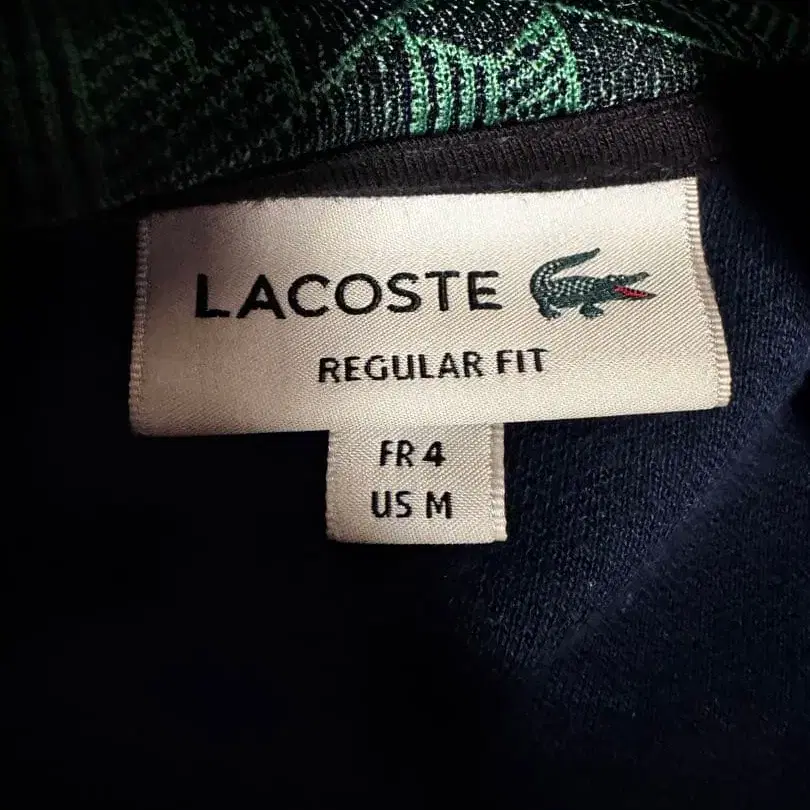 LACOSTE
REGULAR FIT
FR 4
US M